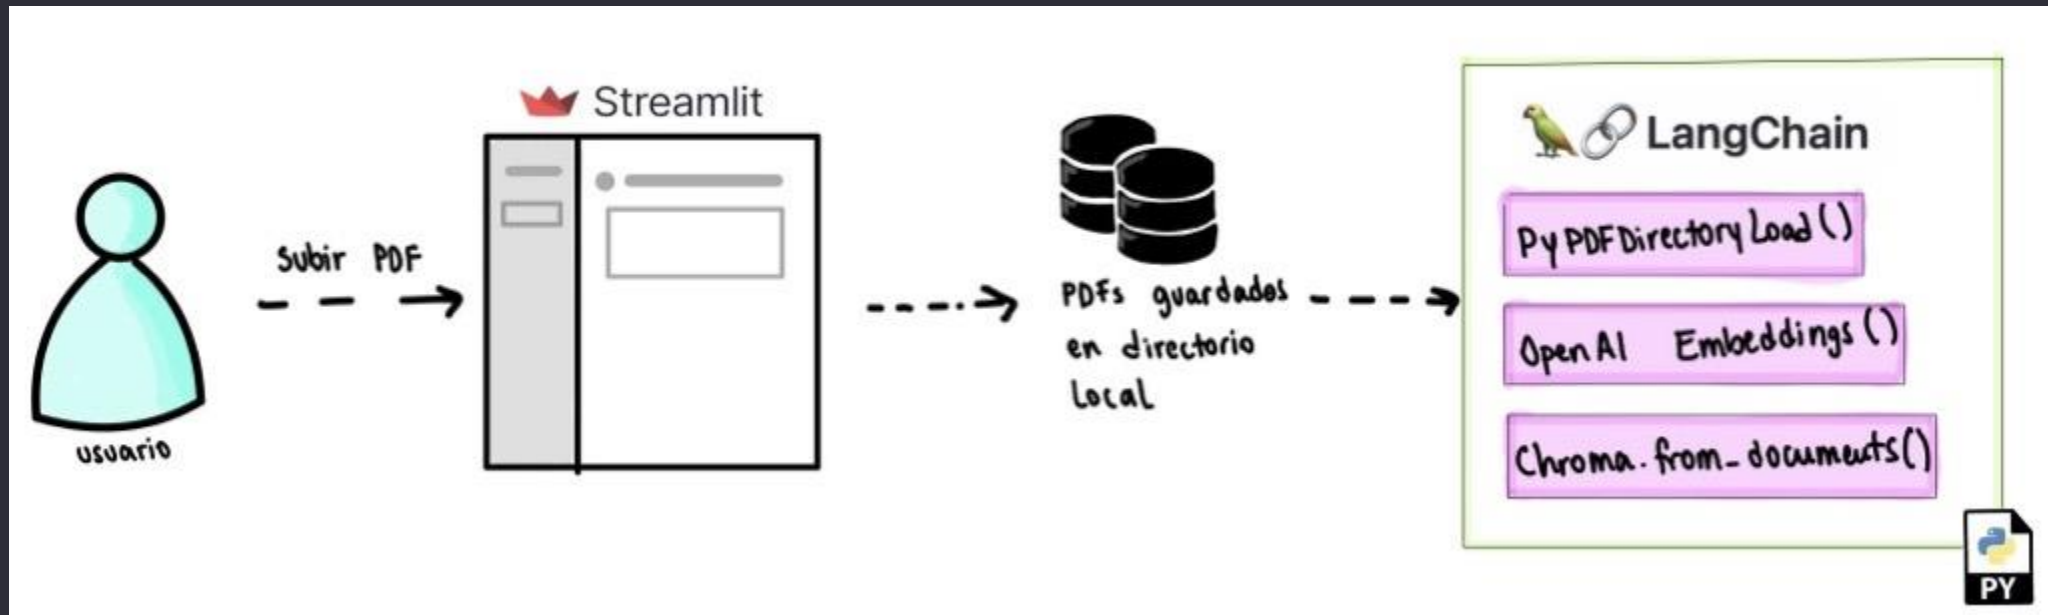 Streamlit
LangChain
Subir PDF
PyPDFDirectoryLoad()
OpenAI Embeddings()
PDFs guardados
en directorio
Local
usuario
Chroma.from_documents()
PY